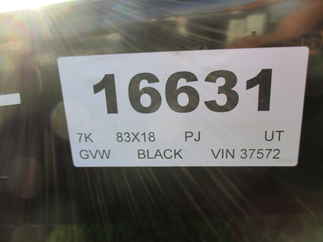 16631
7K 83X18 PJ UT
GVW BLACK VIN 37572